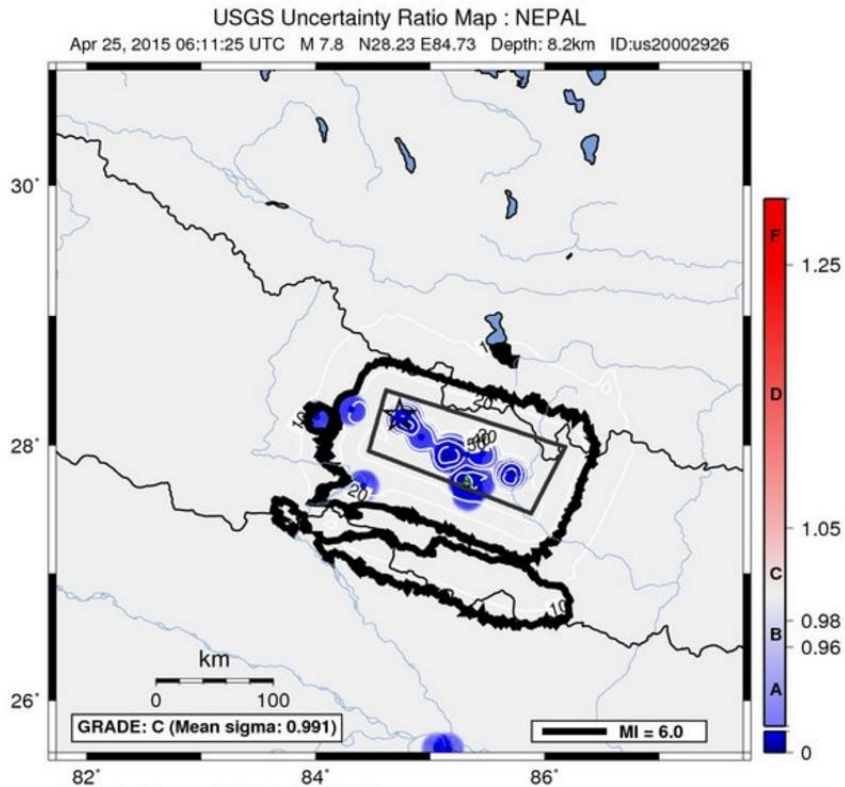 USGS Uncertainty Ratio Map : NEPAL
Apr 25, 2015 06:11:25 UTC M 7.8 N28.23 E84.73 Depth: 8.2km ID:us20002926
30°
28°
26°
82°
84°
86°
20
20
10
km
0 100
GRADE: C (Mean sigma: 0.991)
MI = 6.0
F
1.25
D
1.05
C
0.98
B
0.96
A
0